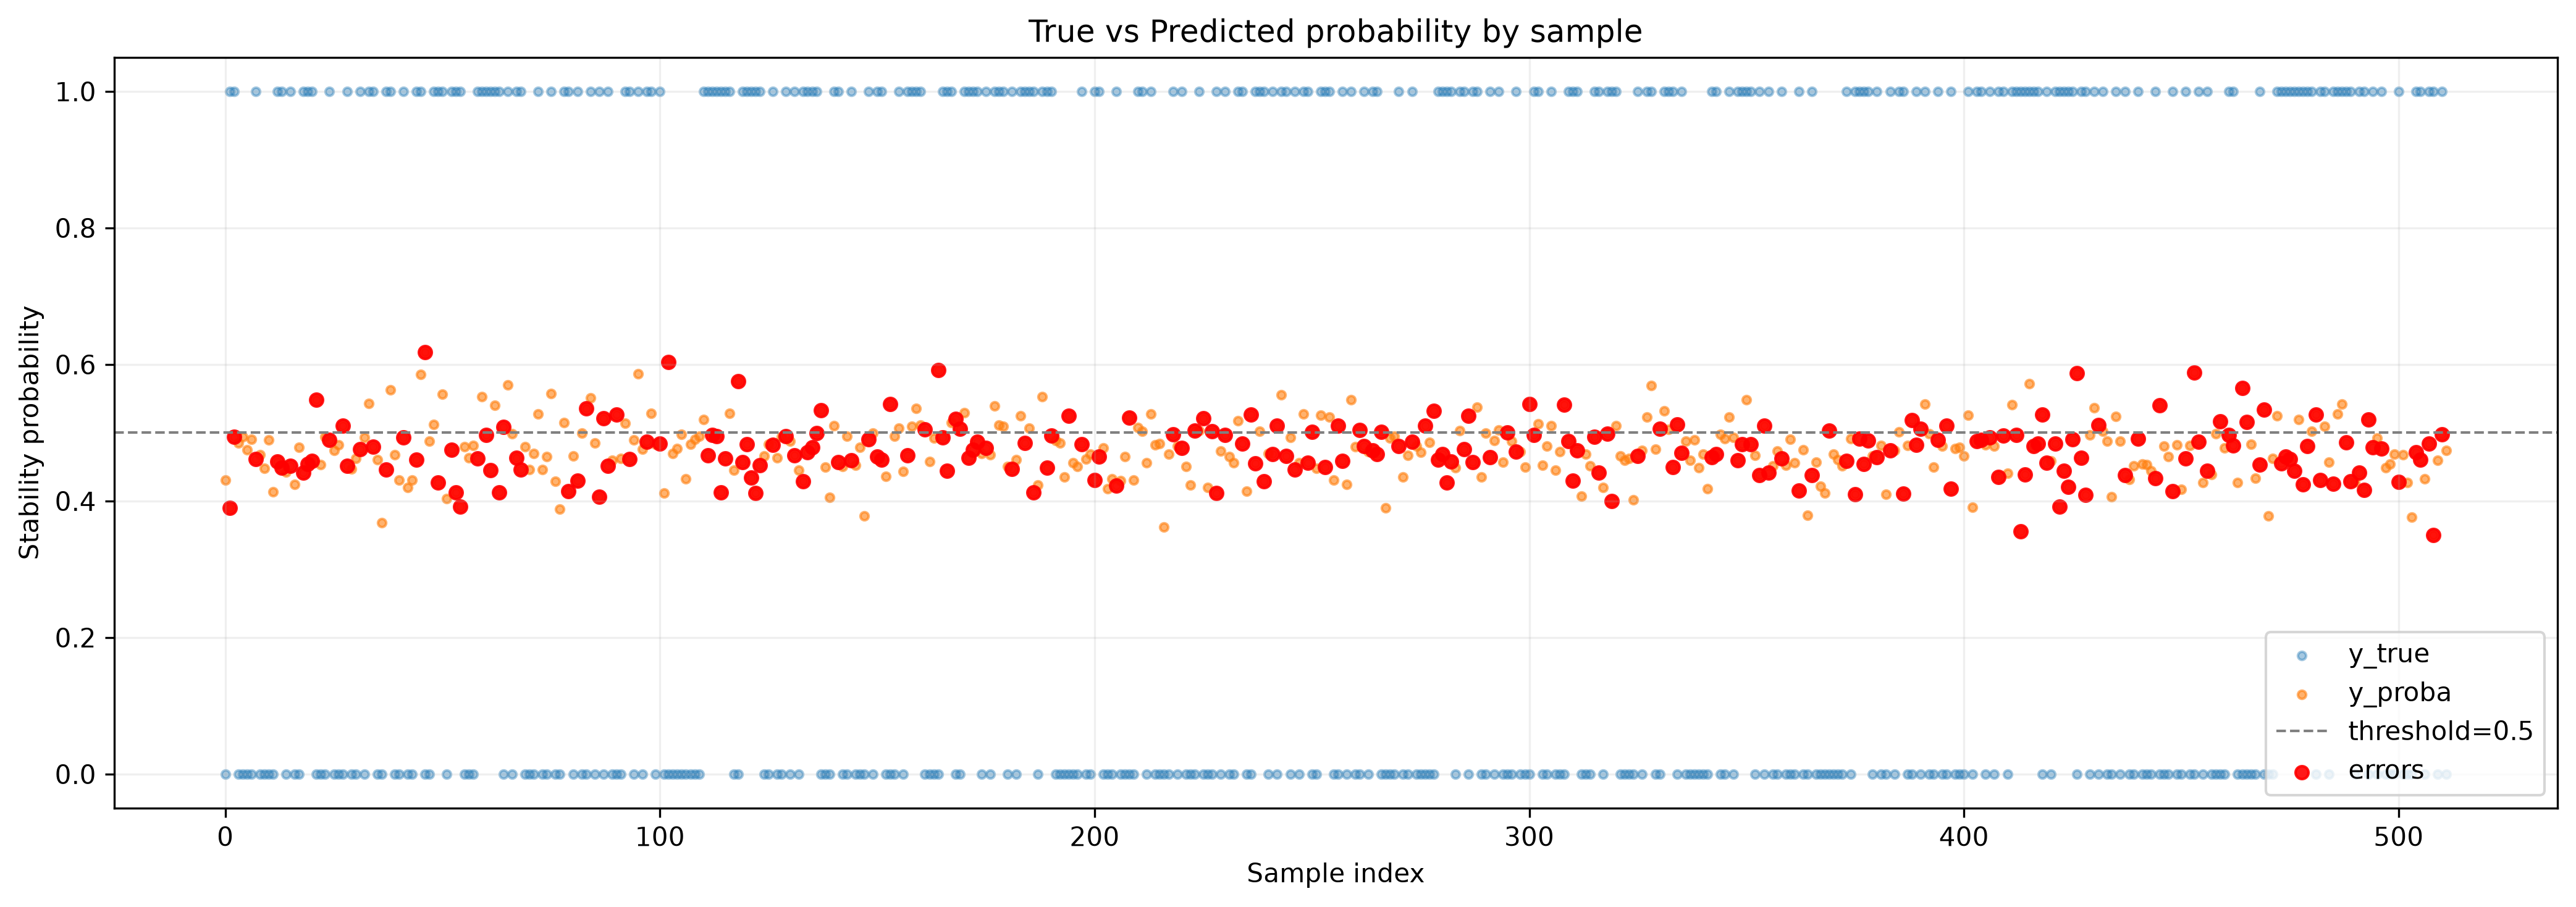 True vs Predicted probability by sample
Stability probability
1.0
0.8
0.6
0.4
0.2
0.0
0
100
200
300
400
500
Sample index
y_true
y_proba
threshold=0.5
errors